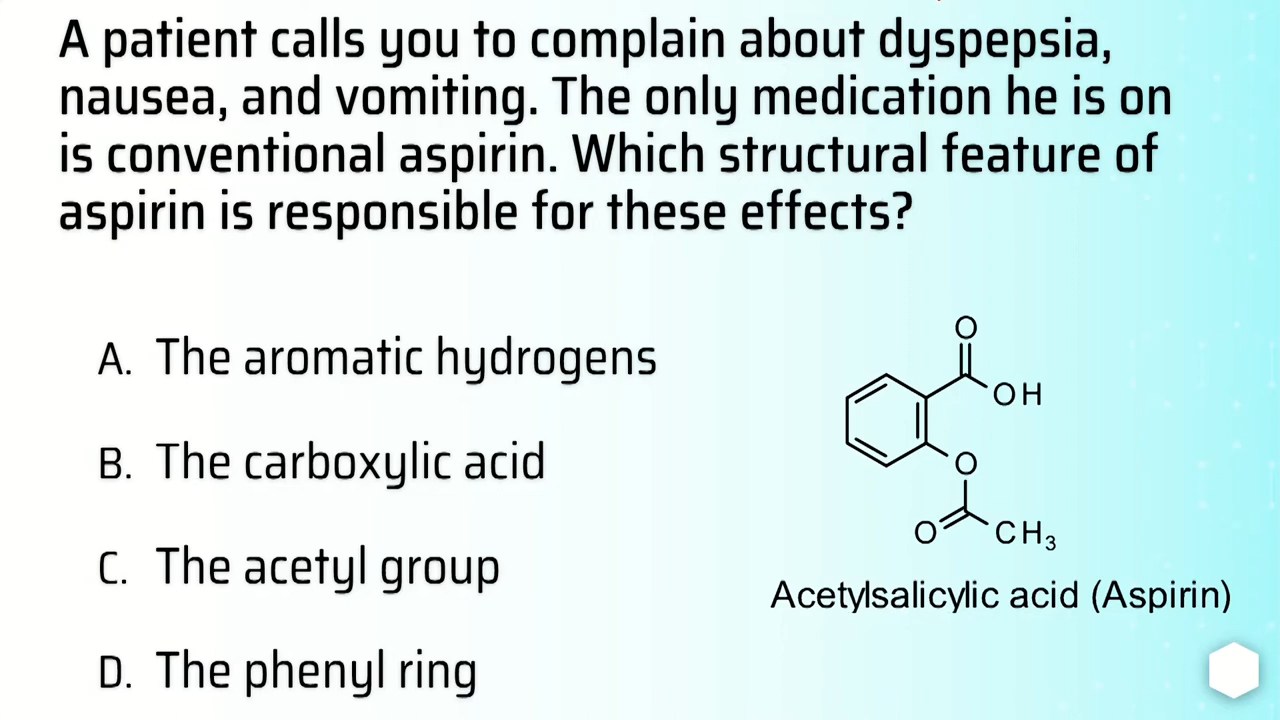 A patient calls you to complain about dyspepsia,
nausea, and vomiting. The only medication he is on
is conventional aspirin. Which structural feature of
aspirin is responsible for these effects?
A. The aromatic hydrogens
B. The carboxylic acid
C. The acetyl group
D. The phenyl ring
O
OH
O
O
CH₃
Acetylsalicylic acid (Aspirin)